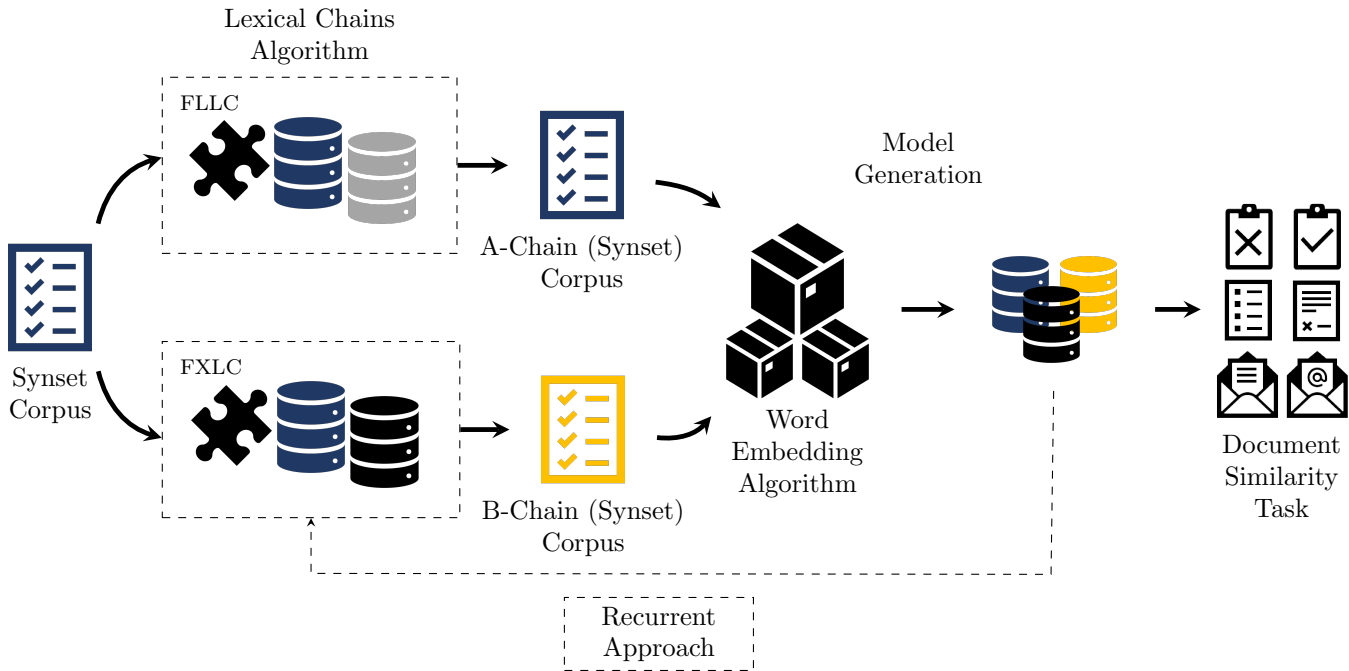 Lexical Chains
Algorithm
FLLC
Model
Generation
A-Chain (Synset)
Corpus
Synset
Corpus
FXLC
B-Chain (Synset)
Corpus
Word
Embedding
Algorithm
@
Document
Similarity
Task
Recurrent
Approach